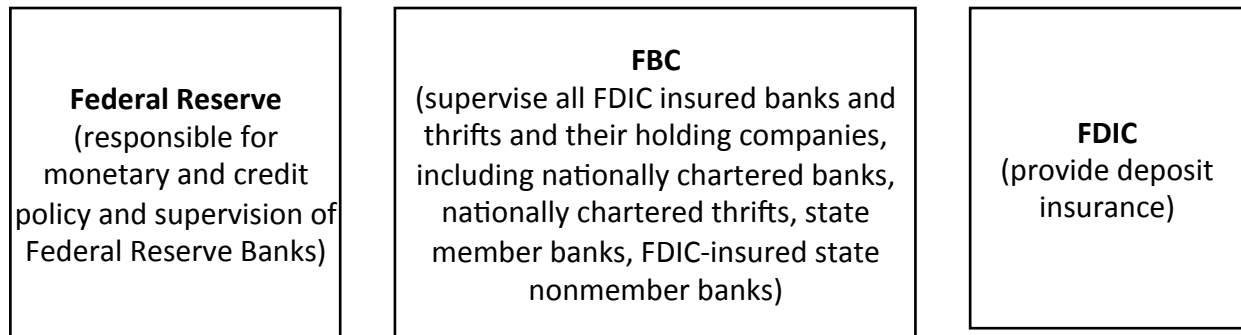 Federal Reserve
(responsible for
monetary and credit
policy and supervision of
Federal Reserve Banks)
FBC
(supervise all FDIC insured banks and
thrifts and their holding companies,
including nationally chartered banks,
nationally chartered thrifts, state
member banks, FDIC-insured state
nonmember banks)
FDIC
(provide deposit
insurance)